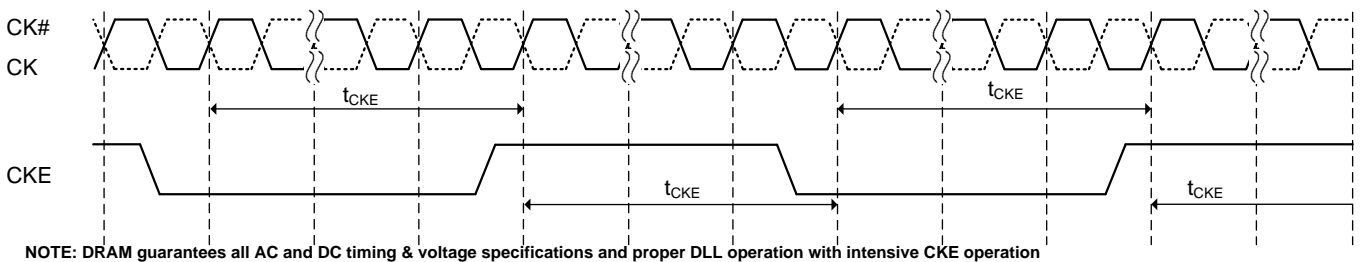 CK#
CK
tCKE
tCKE
CKE
tCKE
tCKE
NOTE: DRAM guarantees all AC and DC timing & voltage specifications and proper DLL operation with intensive CKE operation